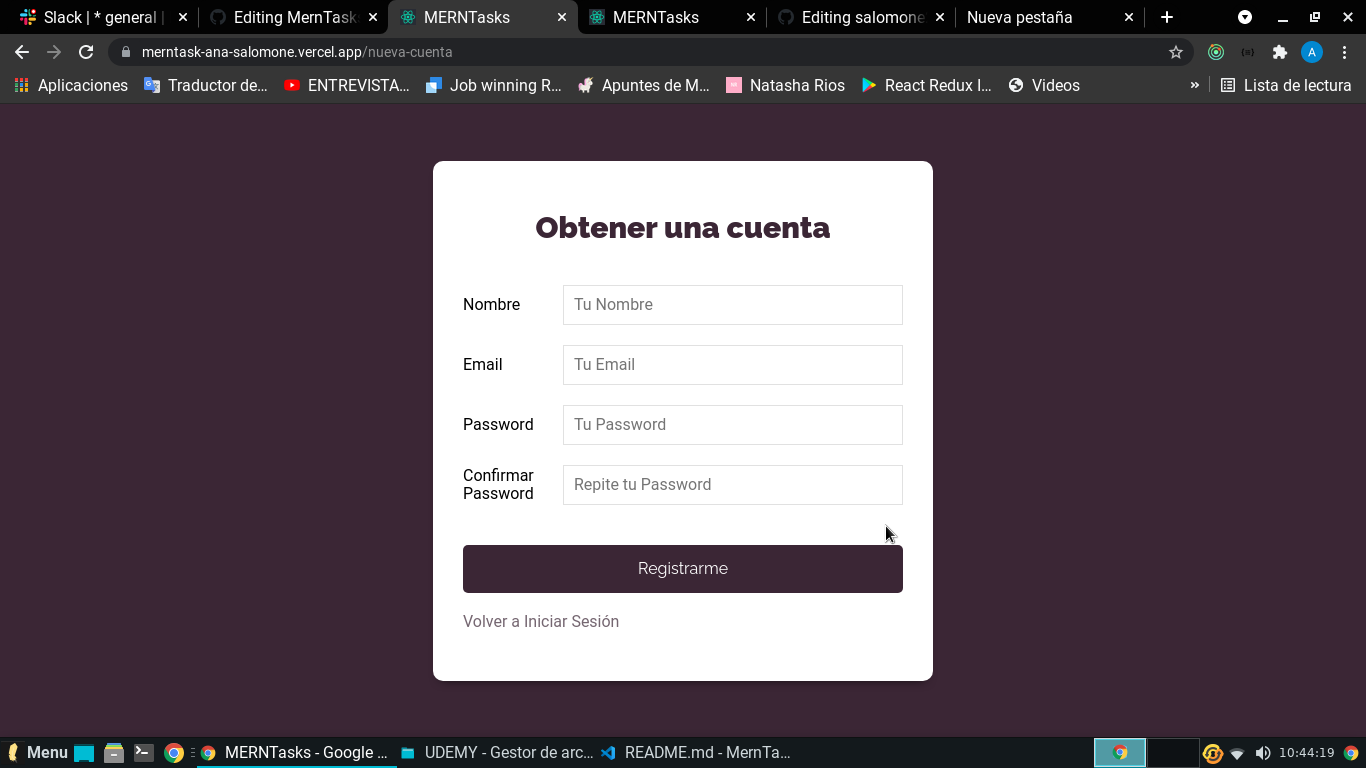 Slack | * general |
Editing MernTask
MERNTasks
MERNTasks
Editing salomone
Nueva pestaña
merntask-ana-salomone.vercel.app/nueva-cuenta
A
Aplicaciones
Traductor de...
ENTREVISTA...
Job winning R...
Apuntes de M...
Natasha Rios
React Redux I...
Videos
»
Lista de lectura
Obtener una cuenta
Nombre
Tu Nombre
Email
Tu Email
Password
Tu Password
Confirmar
Password
Repite tu Password
Registrarme
Volver a Iniciar Sesión
Menu
MERNTasks - Google ...
UDEMY - Gestor de arc...
README.md - MernTa...
10:44:19